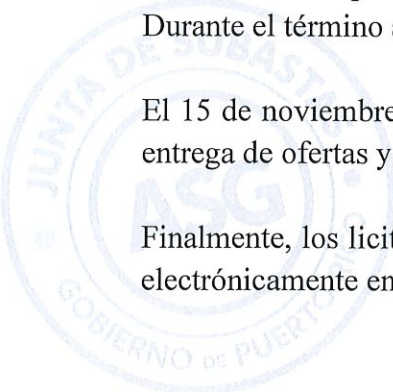 Durante el término
El 15 de noviembre
entrega de ofertas y
Finalmente, los licit
electrónicamente en
JUNTA DE SUBASTAS
ASG
GOBIERNO DE PUERTO RICO